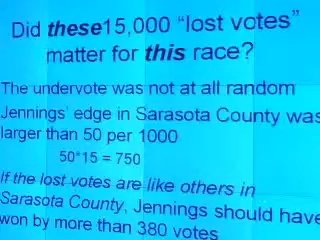 Did these15,000 “lost votes”
matter for this race?
The undervote was not at all random
Jennings’ edge in Sarasota County was
larger than 50 per 1000
50*15 = 750
If the lost votes are like others in
Sarasota County, Jennings should have
won by more than 380 votes